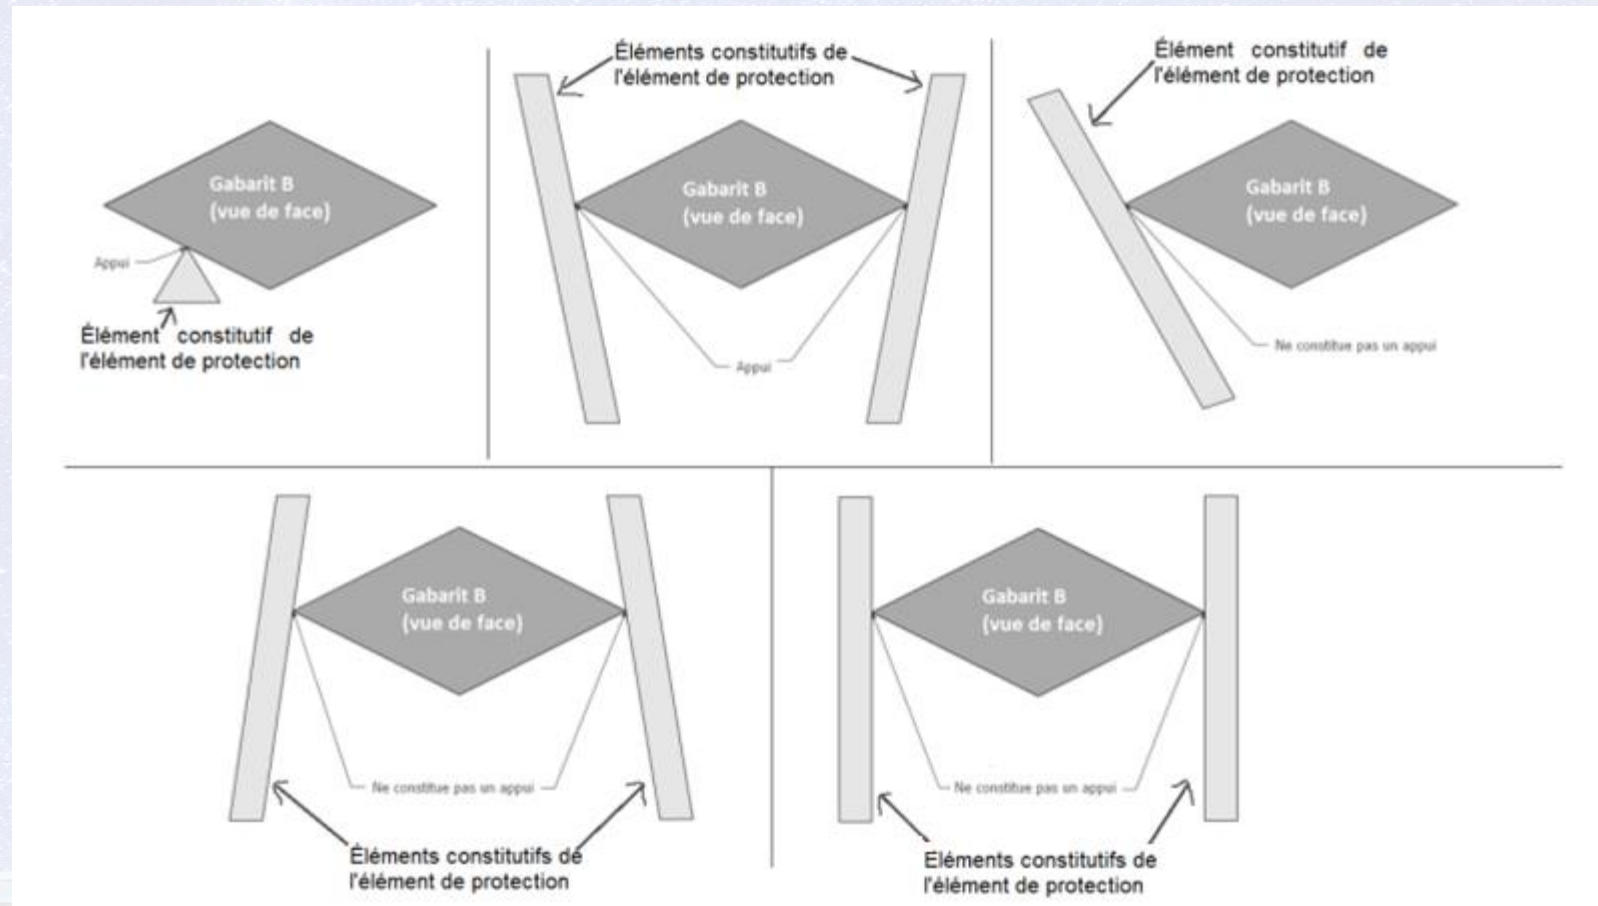 Gabarit B
(vue de face)
Appui
Élément constitutif de
l'élément de protection
Éléments constitutifs de
l'élément de protection
Gabarit B
(vue de face)
Appui
Élément constitutif de
l'élément de protection
Gabarit B
(vue de face)
Ne constitue pas un appui
Gabarit B
(vue de face)
Ne constitue pas un appui
Éléments constitutifs de
l'élément de protection
Gabarit B
(vue de face)
Ne constitue pas un appui
Eléments constitutifs de
l'élément de protection